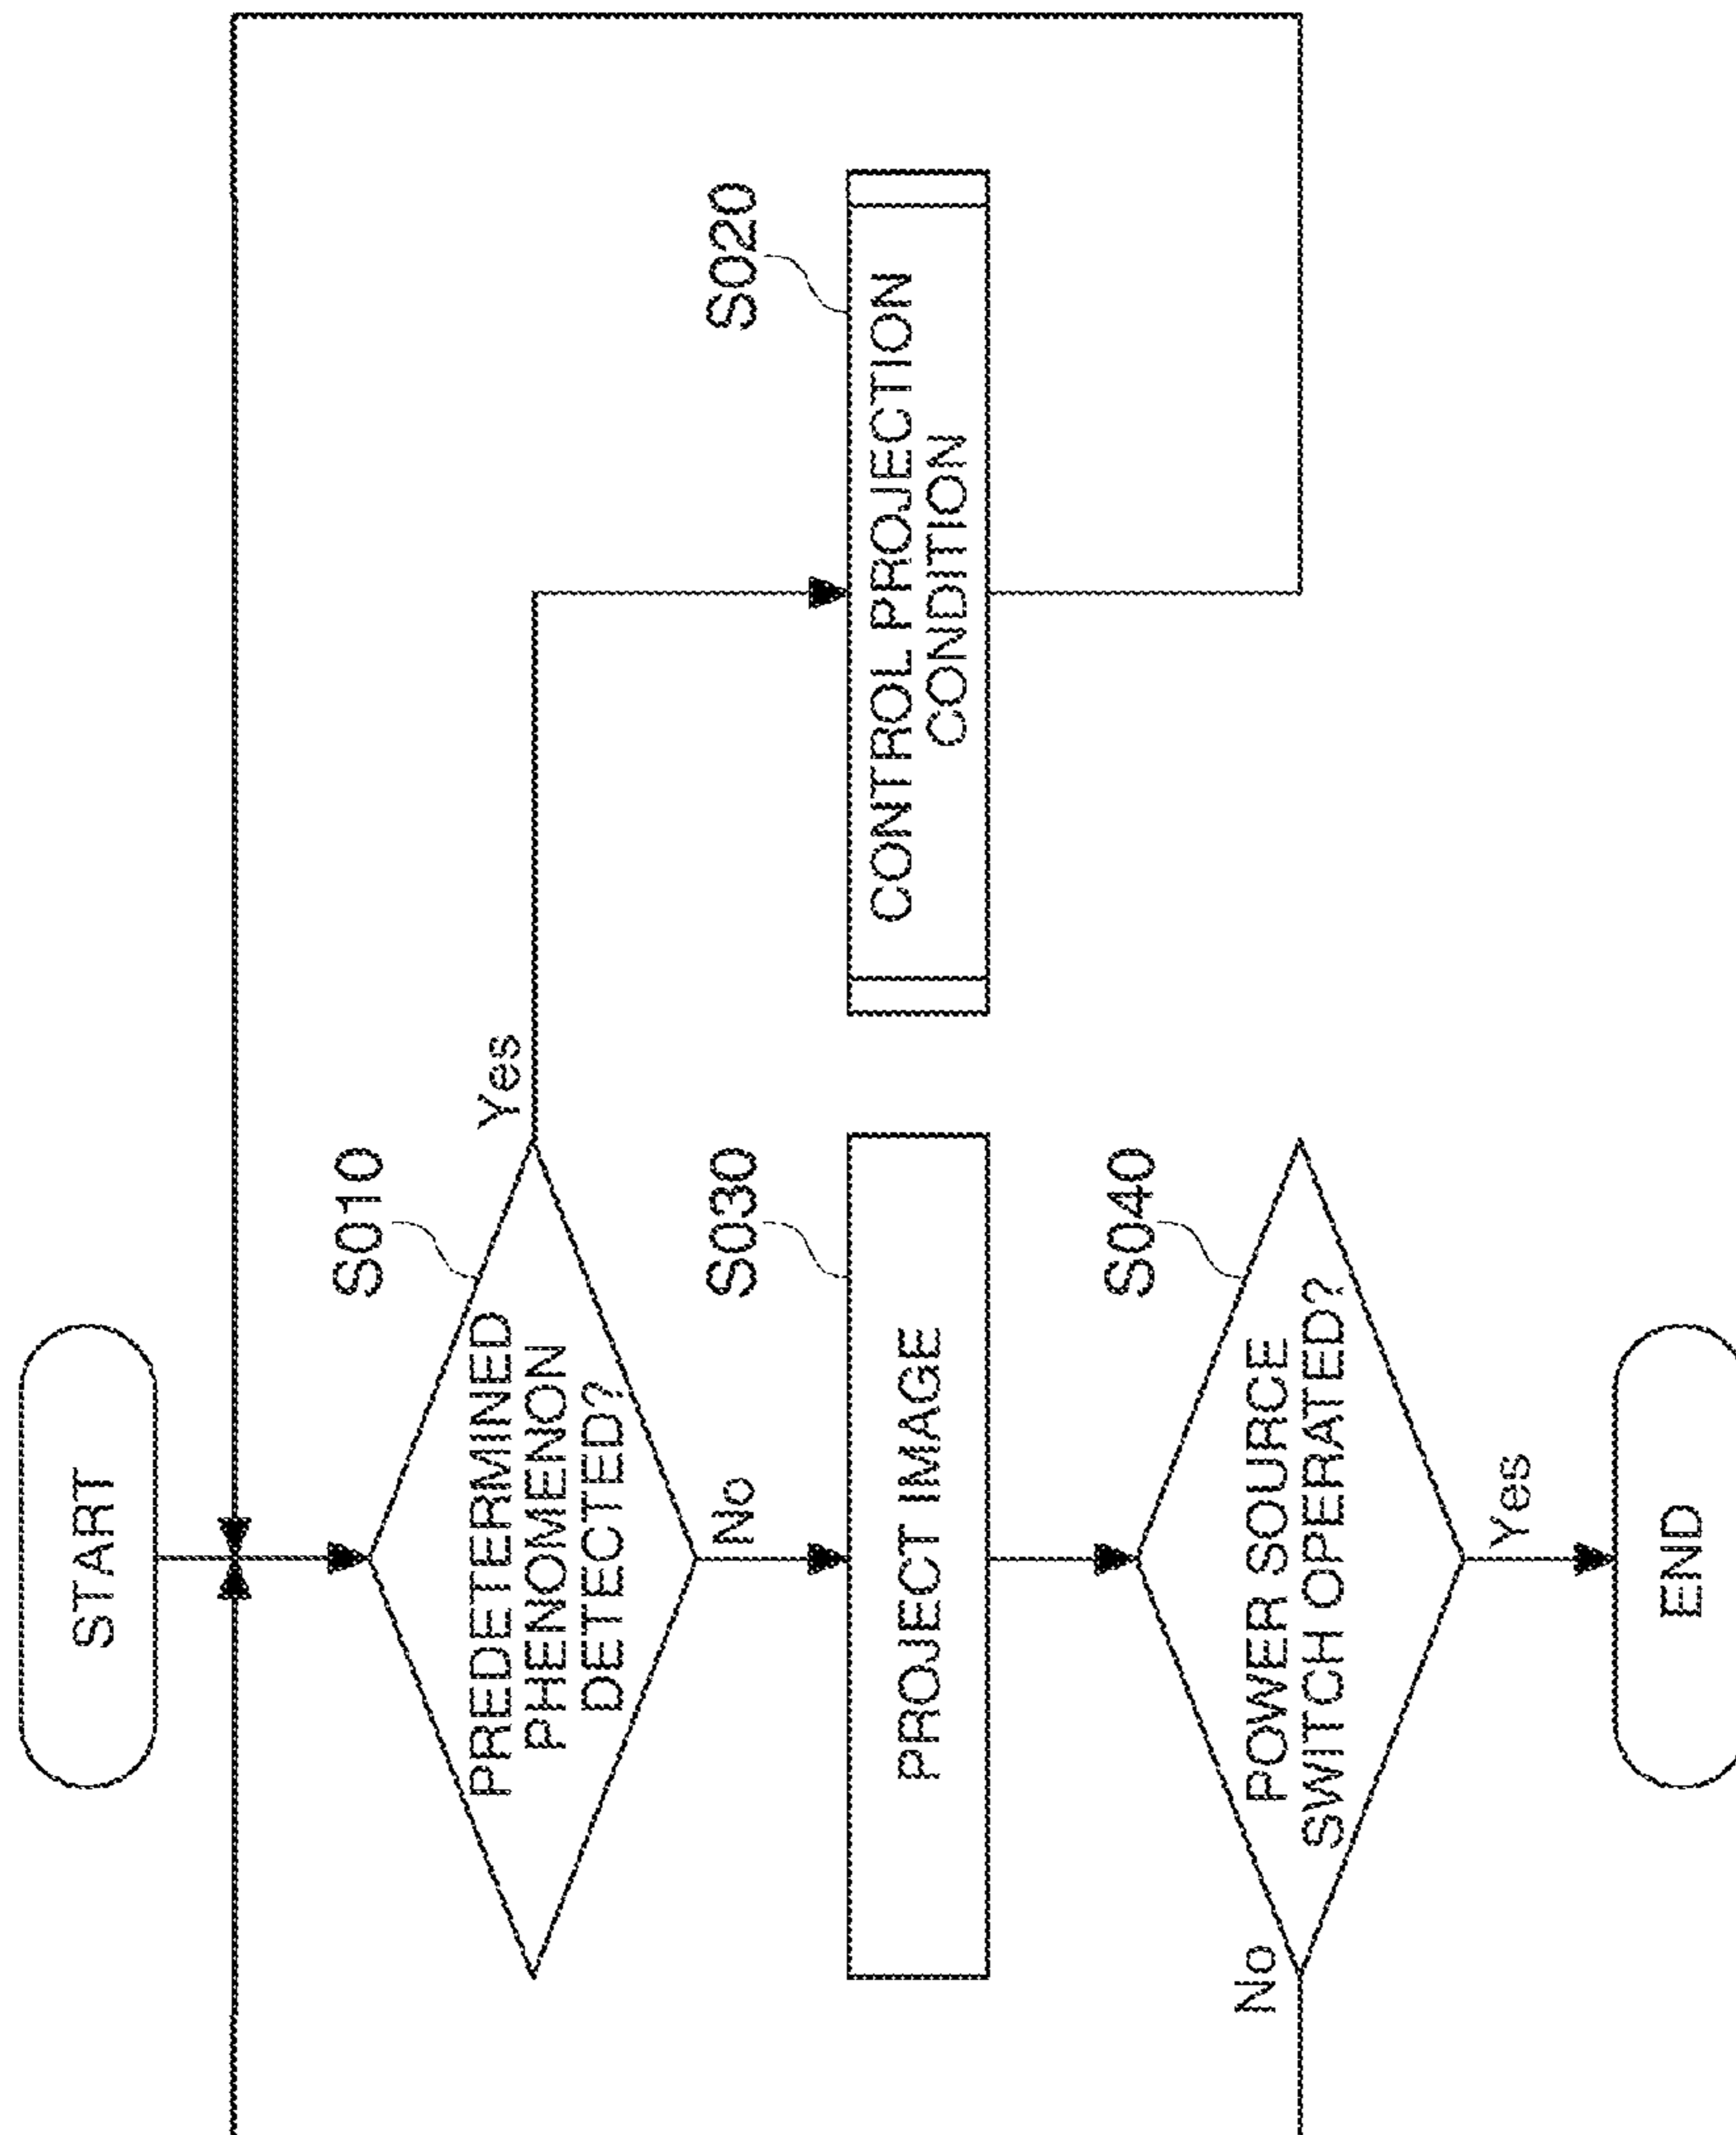 START
S010
PREDETERMINED
PHENOMENON
DETECTED?
Yes
No
S020
CONTROL PROJECTION
CONDITION
S030
PROJECT IMAGE
S040
POWER SOURCE
SWITCH OPERATED?
No
Yes
END